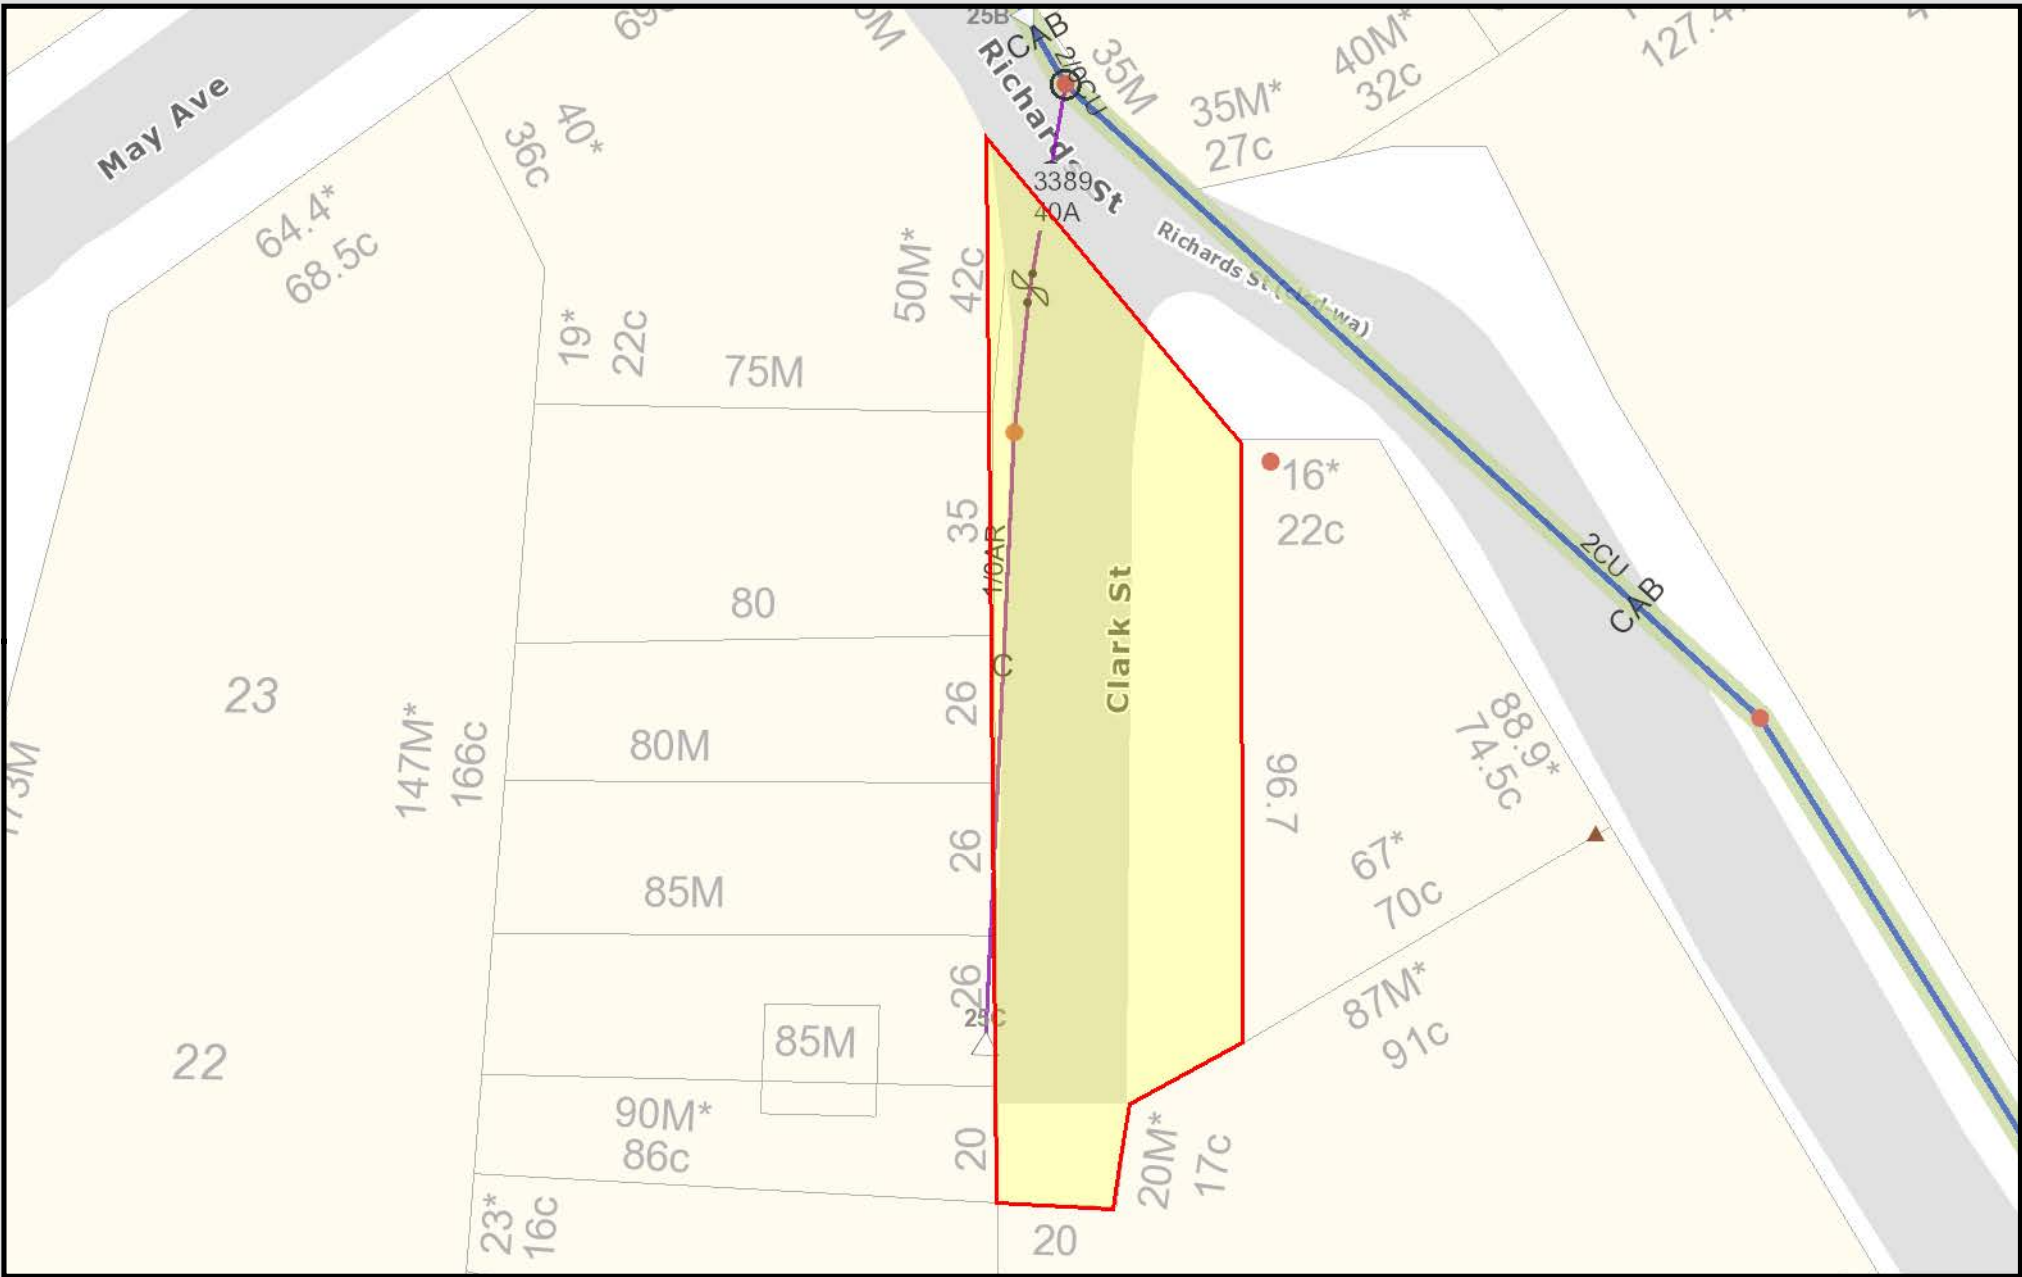 25B
CAB
2/0CU
35M
40M*
32c
35M*
27c
May Ave
Richards St
40*
36c
3389
40A
64.4*
68.5c
50M*
42c
19*
22c
75M
16*
22c
35
1/0AR
2CU
CAB
80
Clark St
C
23
26
147M*
166c
80M
96.7
88.9*
74.5c
26
67*
70c
85M
26
25C
87M*
91c
22
85M
90M*
86c
20
20M*
17c
23*
16c
20